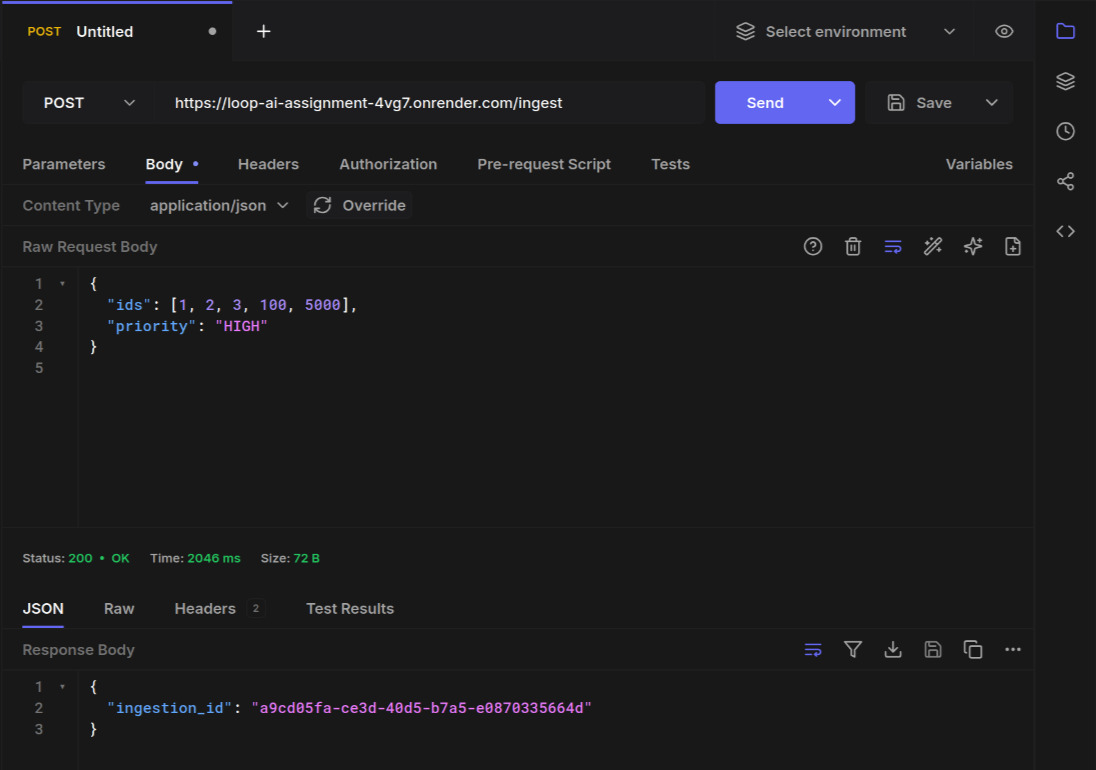 POST Untitled
Select environment
POST https://loop-ai-assignment-4vg7.onrender.com/ingest Send Save
Parameters Body Headers Authorization Pre-request Script Tests Variables
Content Type application/json Override
Raw Request Body
1 {
2 "ids": [1, 2, 3, 100, 5000],
3 "priority": "HIGH"
4 }
5
Status: 200 • OK Time: 2046 ms Size: 72 B
JSON Raw Headers 2 Test Results
Response Body
1 {
2 "ingestion_id": "a9cd05fa-ce3d-40d5-b7a5-e0870335664d"
3 }